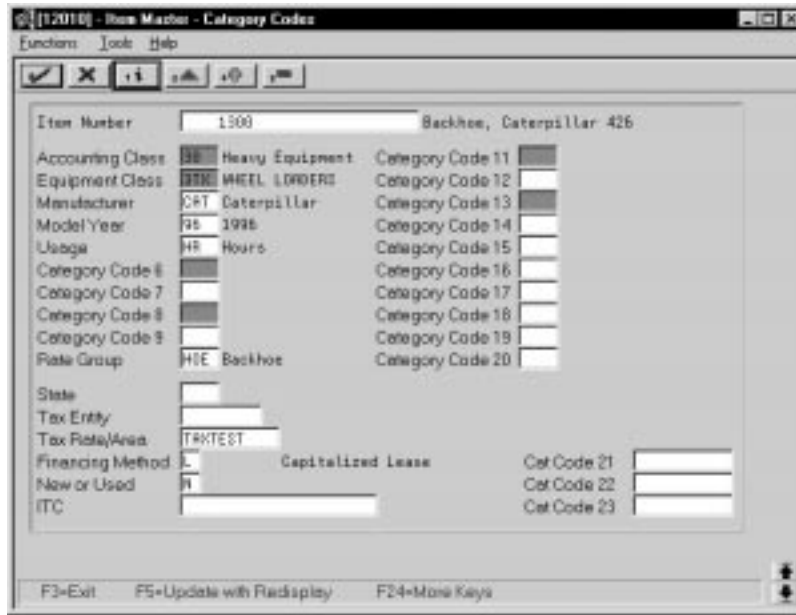 [12010] - Item Master - Category Codes
Functions Tools Help
Item Number 1300 Backhoe, Caterpillar 426
Accounting Class 30 Heavy Equipment Category Code 11
Equipment Class WHEEL LOADERS Category Code 12
Manufacturer CAT Caterpillar Category Code 13
Model Year 96 1996 Category Code 14
Usage HR Hours Category Code 15
Category Code 6 Category Code 16
Category Code 7 Category Code 17
Category Code 8 Category Code 18
Category Code 9 Category Code 19
Rate Group HOE Backhoe Category Code 20
State
Tax Entity
Tax Rate/Area TAXTEST
Financing Method L Capitalized Lease Cat Code 21
New or Used N Cat Code 22
ITC Cat Code 23
F3=Exit F5=Update with Redisplay F24=More Keys